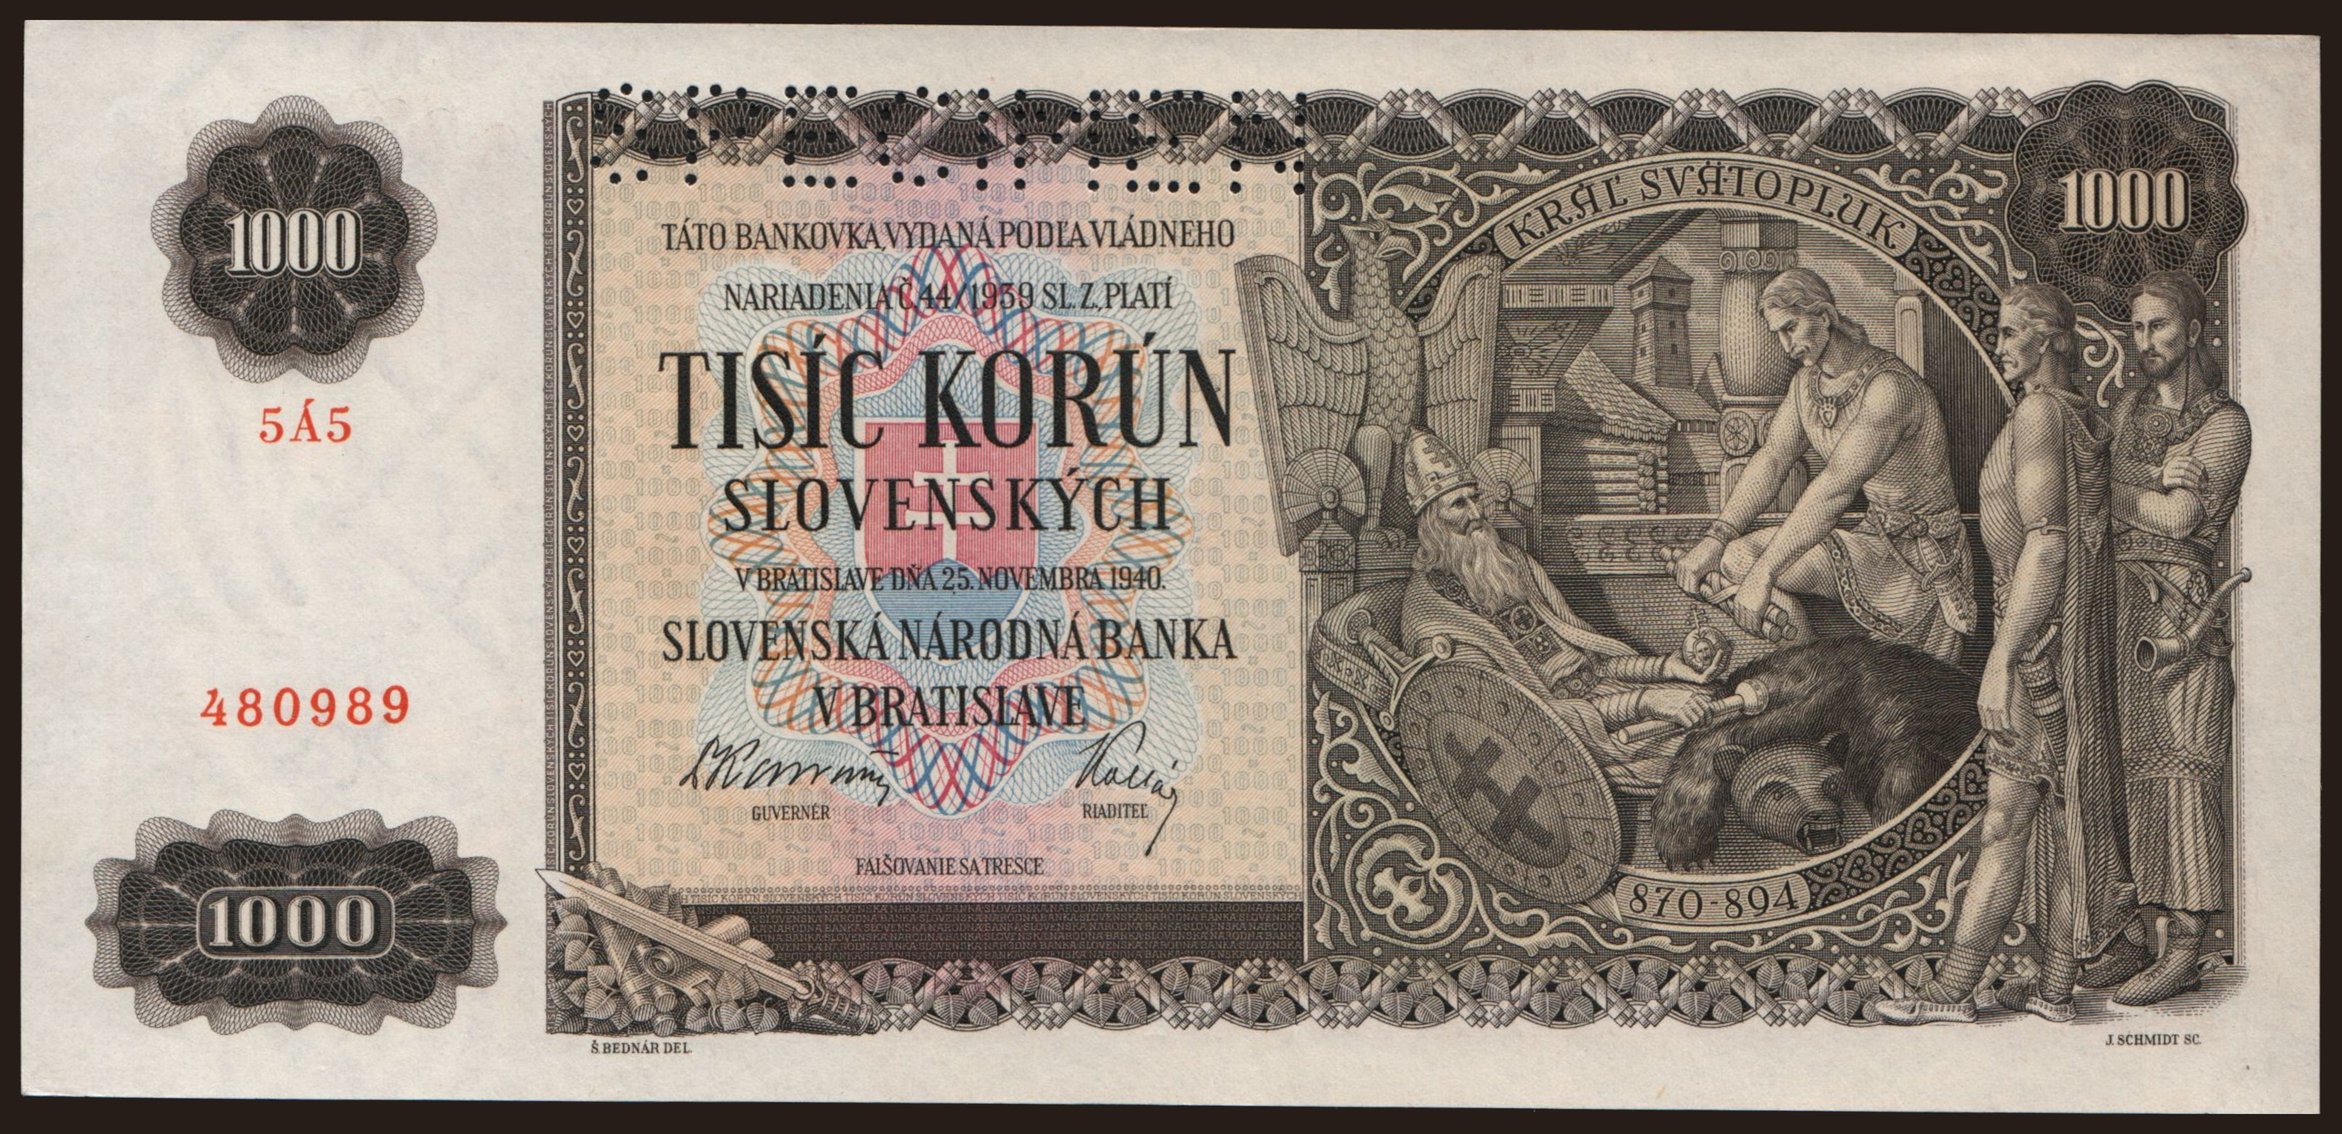 SPECIMEN
1000
1000
KRÁĽ SVÄTOPLUK
TÁTO BANKOVKA, VYDANÁ PODĽA VLÁDNEHO
NARIADENIA Č. 44/1939 SL. Z., PLATÍ
TISÍC KORÚN
SLOVENSKÝCH
V BRATISLAVE DŇA 25. NOVEMBRA 1940.
SLOVENSKÁ NÁRODNÁ BANKA
V BRATISLAVE
GUVERNÉR
RIADITEĽ
FALŠOVANIE SA TRESCE
5Á5
480989
1000
870-894
Š. BEDNÁR DEL.
J. SCHMIDT SC.